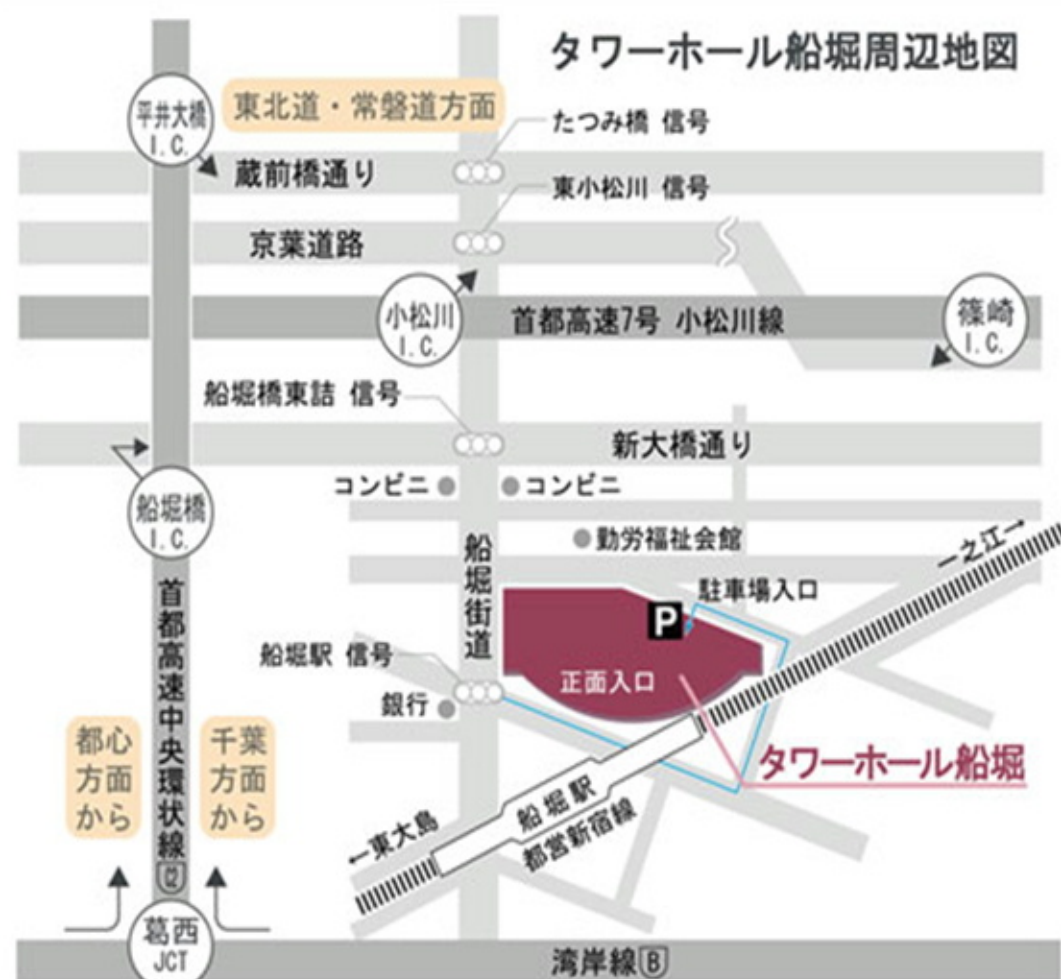 タワーホール船堀周辺地図
平井大橋
I.C.
東北道・常磐道方面
たつみ橋 信号
蔵前橋通り
東小松川 信号
京葉道路
小松川
I.C.
首都高速7号 小松川線
篠崎
I.C.
船堀橋東詰 信号
新大橋通り
コンビニ
コンビニ
船堀橋
I.C.
勤労福祉会館
一之江→
船堀街道
駐車場入口
P
首都高速中央環状線
C2
船堀駅 信号
正面入口
銀行
都心
方面
から
千葉
方面
から
タワーホール船堀
船堀駅
都営新宿線
←東大島
葛西
JCT
湾岸線 B